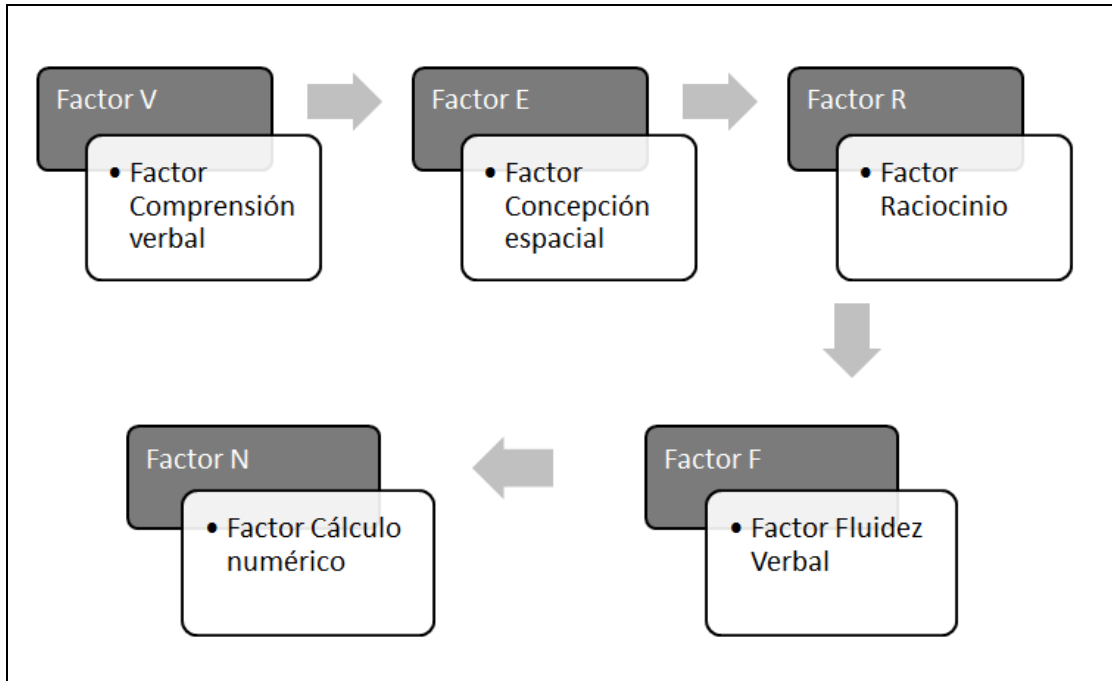 Factor V
• Factor
Comprensión
verbal
Factor E
• Factor
Concepción
espacial
Factor R
• Factor
Raciocinio
Factor F
• Factor Fluidez
Verbal
Factor N
• Factor Cálculo
numérico